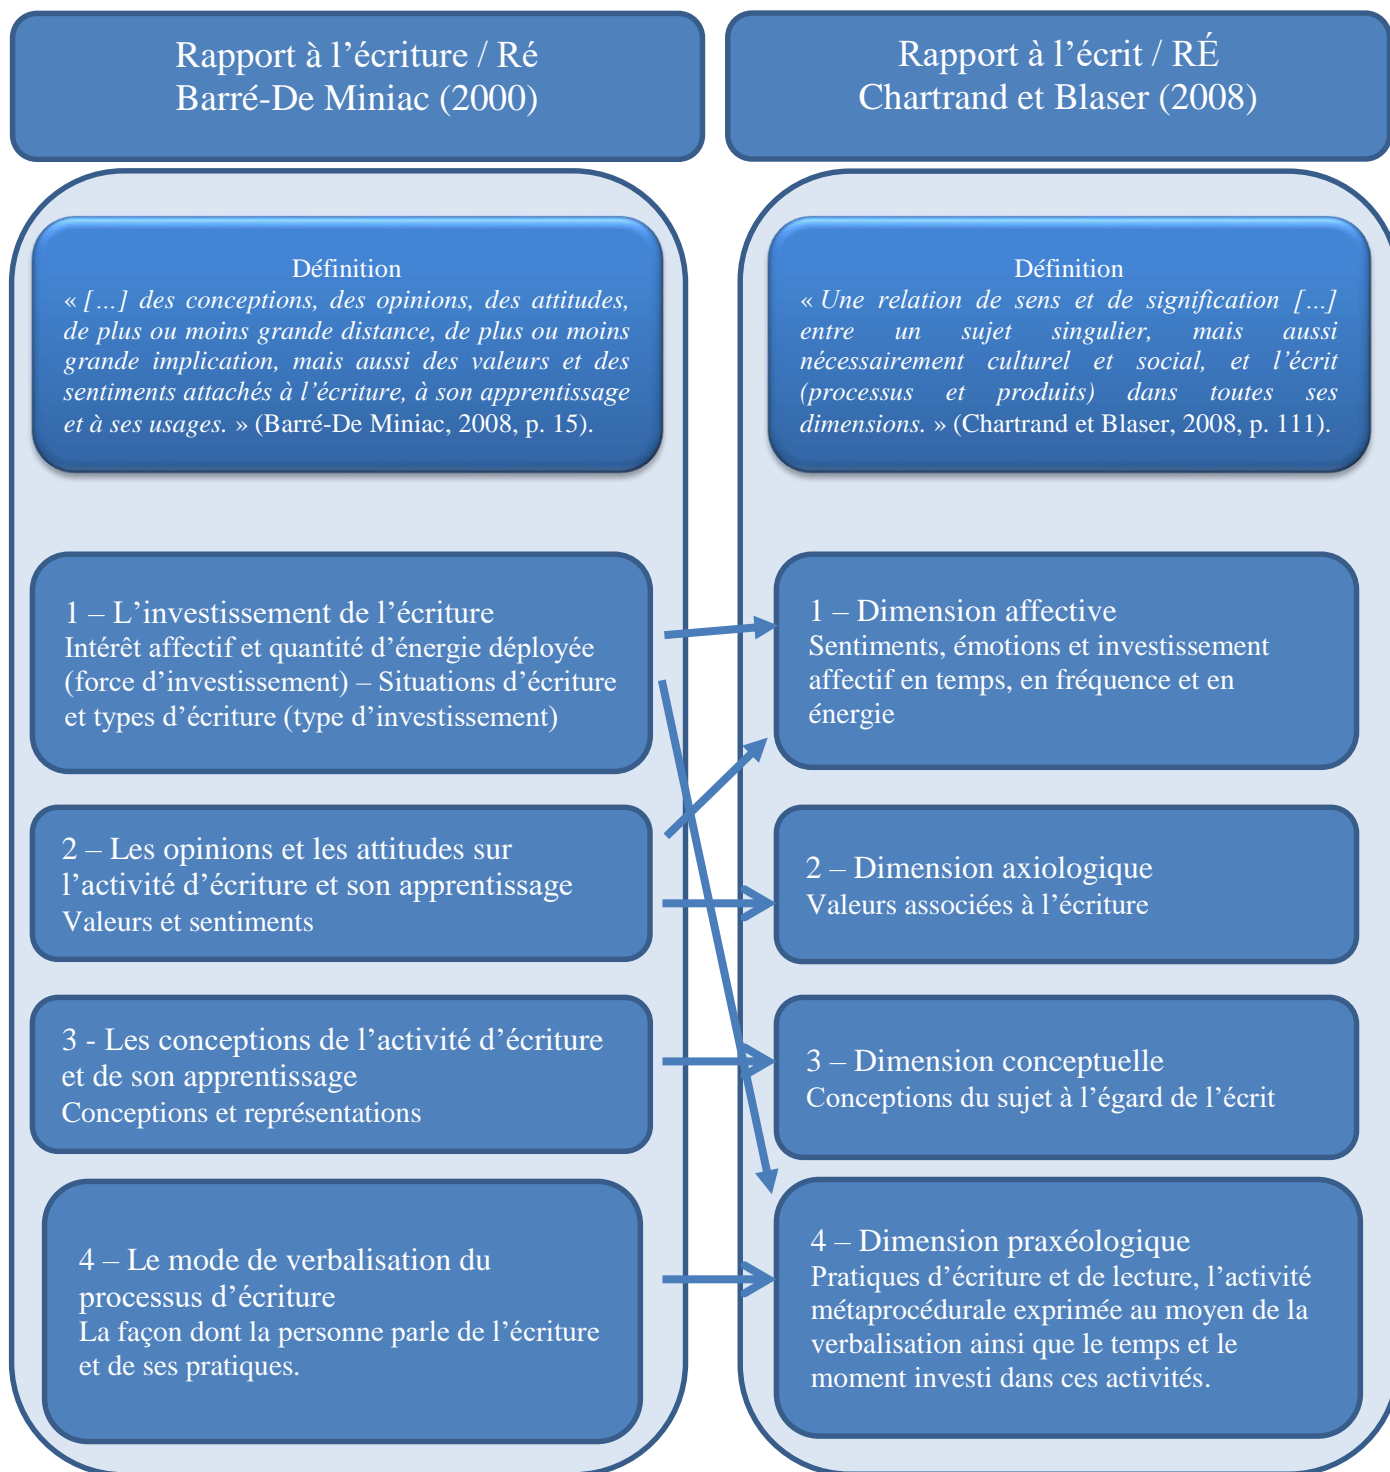 Rapport à l’écriture / Ré
Barré-De Miniac (2000)
Définition
« […] des conceptions, des opinions, des attitudes,
de plus ou moins grande distance, de plus ou moins
grande implication, mais aussi des valeurs et des
sentiments attachés à l’écriture, à son apprentissage
et à ses usages. » (Barré-De Miniac, 2008, p. 15).
1 – L’investissement de l’écriture
Intérêt affectif et quantité d’énergie déployée
(force d’investissement) – Situations d’écriture
et types d’écriture (type d’investissement)
2 – Les opinions et les attitudes sur
l’activité d’écriture et son apprentissage
Valeurs et sentiments
3 - Les conceptions de l’activité d’écriture
et de son apprentissage
Conceptions et représentations
4 – Le mode de verbalisation du
processus d’écriture
La façon dont la personne parle de l’écriture
et de ses pratiques.
Rapport à l’écrit / RÉ
Chartrand et Blaser (2008)
Définition
« Une relation de sens et de signification […]
entre un sujet singulier, mais aussi
nécessairement culturel et social, et l’écrit
(processus et produits) dans toutes ses
dimensions. » (Chartrand et Blaser, 2008, p. 111).
1 – Dimension affective
Sentiments, émotions et investissement
affectif en temps, en fréquence et en
énergie
2 – Dimension axiologique
Valeurs associées à l’écriture
3 – Dimension conceptuelle
Conceptions du sujet à l’égard de l’écrit
4 – Dimension praxéologique
Pratiques d’écriture et de lecture, l’activité
métaprocédurale exprimée au moyen de la
verbalisation ainsi que le temps et le
moment investi dans ces activités.